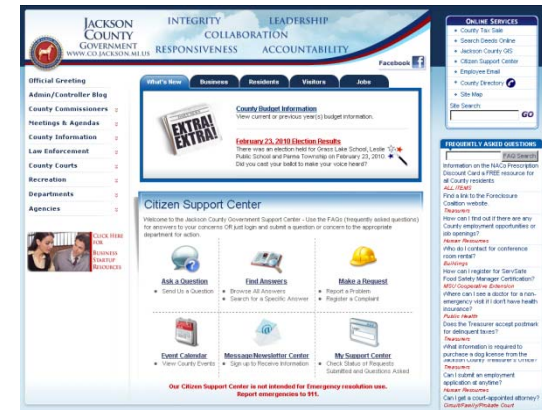 JACKSON
COUNTY
GOVERNMENT
WWW.CO.JACKSON.MI.US
INTEGRITY LEADERSHIP
COLLABORATION
RESPONSIVENESS ACCOUNTABILITY
Facebook
Official Greeting
Admin/Controller Blog
County Commissioners
Meetings & Agendas
County Information
Law Enforcement
County Courts
Recreation
Departments
Agencies
CLICK HERE
FOR
BUSINESS
STARTUP
RESOURCES
What's New Business Residents Visitors Jobs
EXTRA!
EXTRA!
County Budget Information
View current or previous year(s) budget information.
February 23, 2010 Election Results
There was an election held for Grass Lake School, Leslie
Public School and Parma Township on February 23, 2010.
Did you cast your ballot to make your voice heard?
Citizen Support Center
Welcome to the Jackson County Government Support Center - Use the FAQs (frequently asked questions)
for answers to your concerns OR just login and submit a question or concern to the appropriate
department for action.
Ask a Question
Send Us a Question
Find Answers
Browse All Answers
Search for a Specific Answer
Make a Request
Report a Problem
Register a Complaint
Event Calendar
View County Events
Message/Newsletter Center
Sign up to Receive Information
My Support Center
Check Status of Requests
Submitted and Questions Asked
Our Citizen Support Center is not intended for Emergency resolution use.
Report emergencies to 911.
ONLINE SERVICES
County Tax Sale
Search Deeds Online
Jackson County GIS
Citizen Support Center
Employee Email
County Directory
Site Map
Site Search:
GO
FREQUENTLY ASKED QUESTIONS
FAQ Search
Information on the NACo Prescription
Discount Card a FREE resource for
all County residents
ALL ITEMS
Find a link to the Foreclosure
Coalition website.
Treasurers
How can I find out if there are any
County employment opportunities or
job openings?
Human Resources
Who do I contact for conference
room rental?
Buildings
How can I register for ServSafe
Food Safety Manager Certification?
MSU Cooperative Extension
Where can I see a doctor for a non-
emergency visit if I don't have health
insurance?
Public Health
Does the Treasurer accept postmark
for delinquent taxes?
Treasurers
What information is required to
purchase a dog license from the
Jackson County Treasurer's Office?
Treasurers
Can I submit an employment
application at anytime?
Human Resources
Can I get a court-appointed attorney?
Circuit/Family/Probate Court